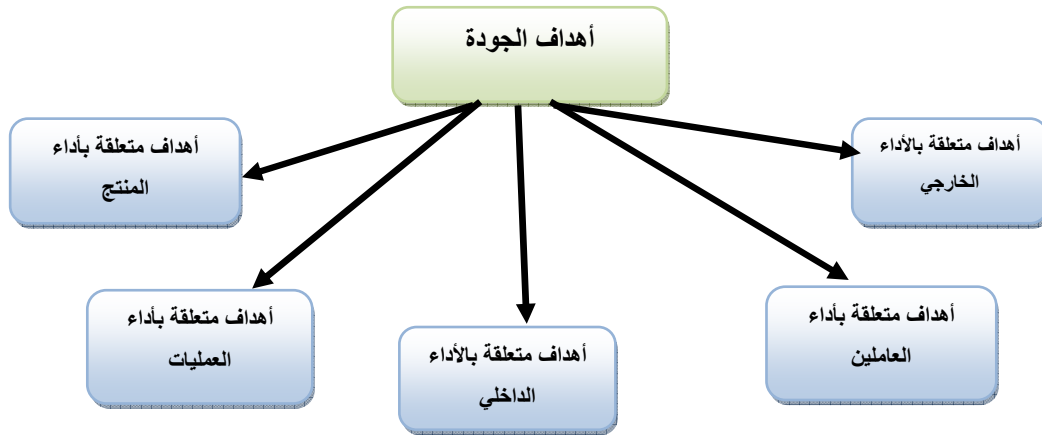 أهداف الجودة
أهداف متعلقة بالأداء
الخارجي
أهداف متعلقة بأداء
المنتج
أهداف متعلقة بأداء
العاملين
أهداف متعلقة بالأداء
الداخلي
أهداف متعلقة بأداء
العمليات